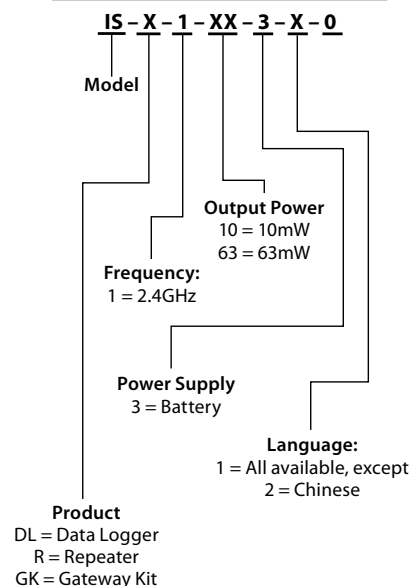 IS – X – 1 – XX – 3 – X – 0
Model
Output Power
10 = 10mW
63 = 63mW
Frequency:
1 = 2.4GHz
Power Supply
3 = Battery
Language:
1 = All available, except
2 = Chinese
Product
DL = Data Logger
R = Repeater
GK = Gateway Kit